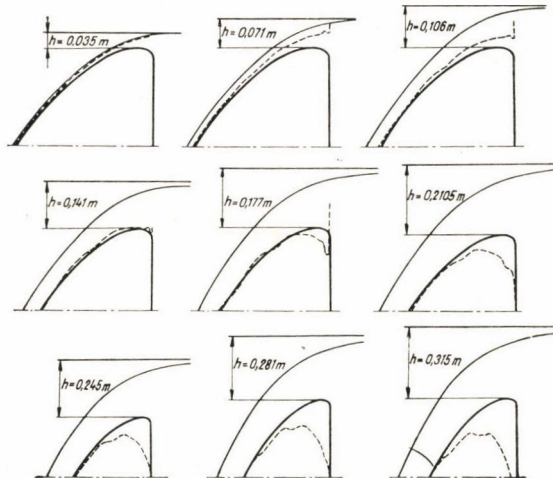 h = 0.035 m
h = 0,071 m
h = 0,106 m
h = 0,141 m
h = 0,177 m
h = 0,2105 m
h = 0,245 m
h = 0,281 m
h = 0,315 m